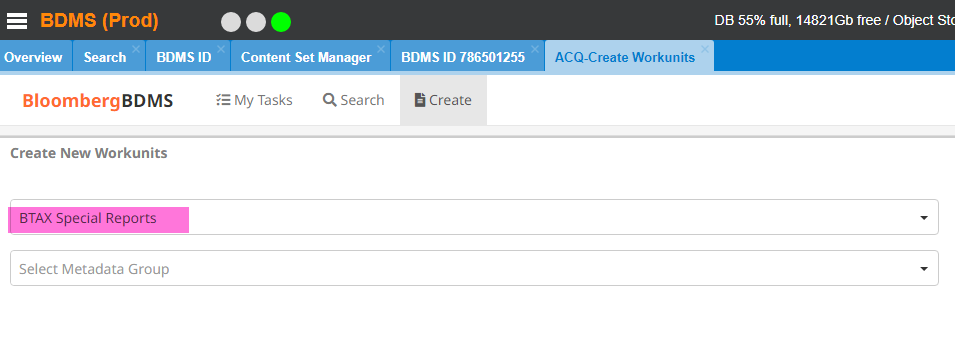 BDMS (Prod)
DB 55% full, 14821Gb free / Object Sto
Overview
Search
BDMS ID
Content Set Manager
BDMS ID 786501255
ACQ-Create Workunits
BloombergBDMS
My Tasks
Search
Create
Create New Workunits
BTAX Special Reports
Select Metadata Group